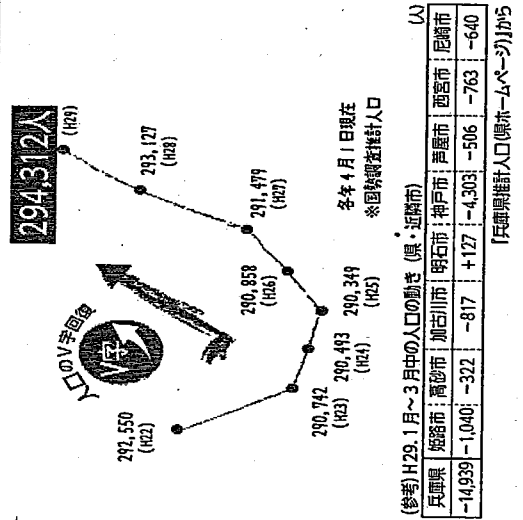 人口のV字回復
V字
292,550
(H22)
290,742
(H23)
290,493
(H24)
290,349
(H25)
290,858
(H26)
291,479
(H27)
293,127
(H28)
294,312人
(H29)
各年4月1日現在
※国勢調査推計人口
(参考)H29.1月~3月中の人口の動き(県・近隣市)
(人)
兵庫県 姫路市 高砂市 加古川市 明石市 神戸市 芦屋市 西宮市 尼崎市
-14,939 -1,040 -322 -817 +127 -4,303 -506 -763 -640
「兵庫県推計人口(県ホームページ)」から